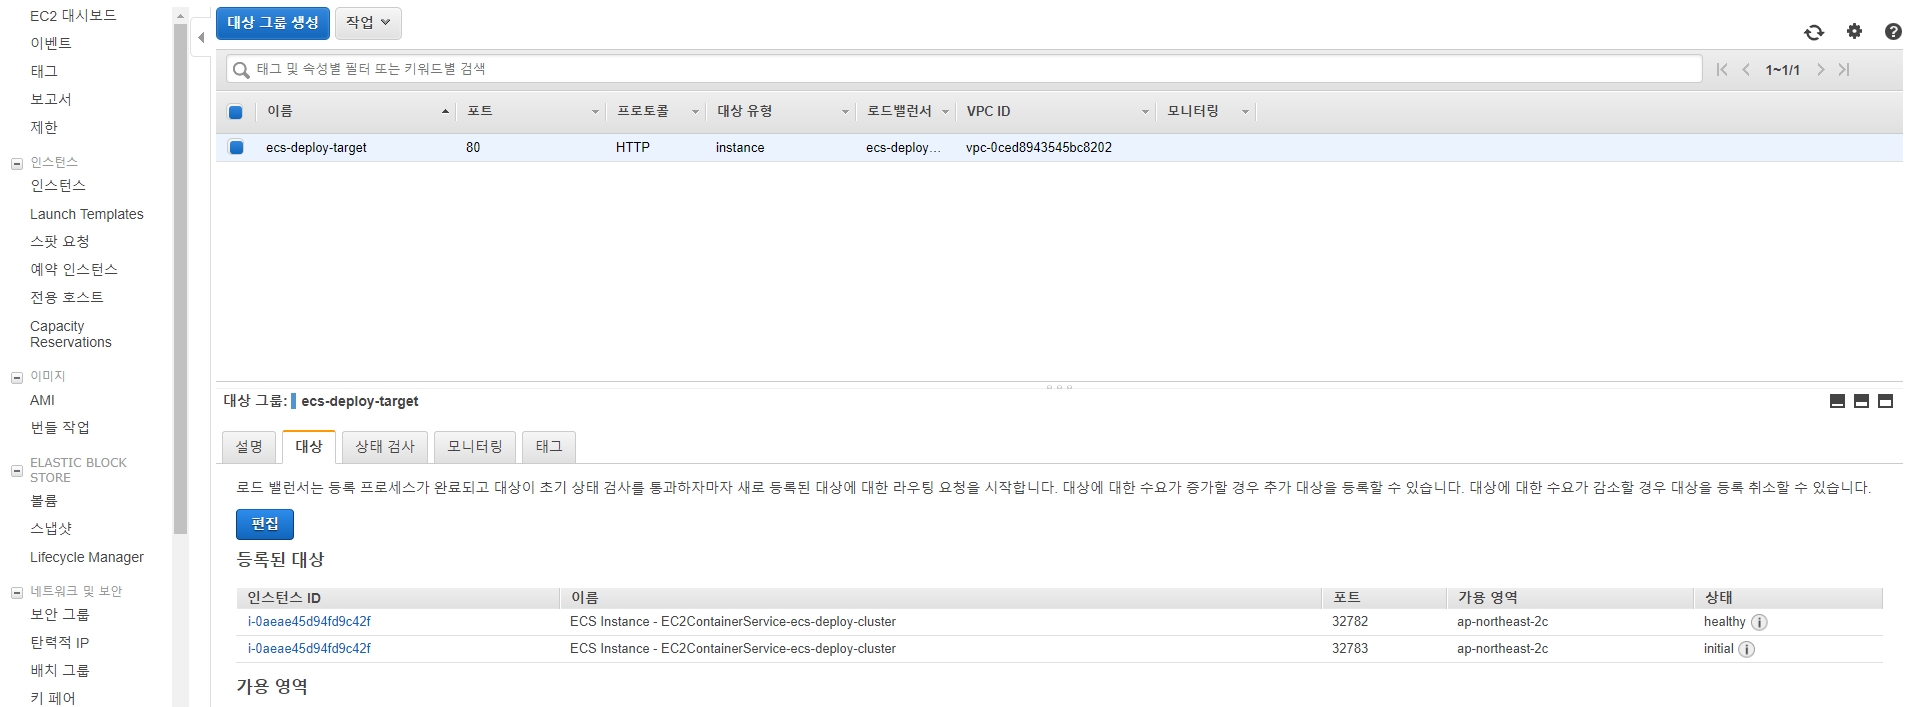 EC2 대시보드
이벤트
태그
보고서
제한
인스턴스
인스턴스
Launch Templates
스팟 요청
예약 인스턴스
전용 호스트
Capacity
Reservations
이미지
AMI
번들 작업
ELASTIC BLOCK
STORE
볼륨
스냅샷
Lifecycle Manager
네트워크 및 보안
보안 그룹
탄력적 IP
배치 그룹
키 페어
대상 그룹 생성 작업
태그 및 속성별 필터 또는 키워드별 검색 1~1/1
이름 포트 프로토콜 대상 유형 로드밸런서 VPC ID 모니터링
ecs-deploy-target 80 HTTP instance ecs-deploy... vpc-0ced8943545bc8202
대상 그룹: ecs-deploy-target
설명 대상 상태 검사 모니터링 태그
로드 밸런서는 등록 프로세스가 완료되고 대상이 초기 상태 검사를 통과하자마자 새로 등록된 대상에 대한 라우팅 요청을 시작합니다. 대상에 대한 수요가 증가할 경우 추가 대상을 등록할 수 있습니다. 대상에 대한 수요가 감소할 경우 대상을 등록 취소할 수 있습니다.
편집
등록된 대상
인스턴스 ID 이름 포트 가용 영역 상태
i-0aeae45d94fd9c42f ECS Instance - EC2ContainerService-ecs-deploy-cluster 32782 ap-northeast-2c healthy
i-0aeae45d94fd9c42f ECS Instance - EC2ContainerService-ecs-deploy-cluster 32783 ap-northeast-2c initial
가용 영역